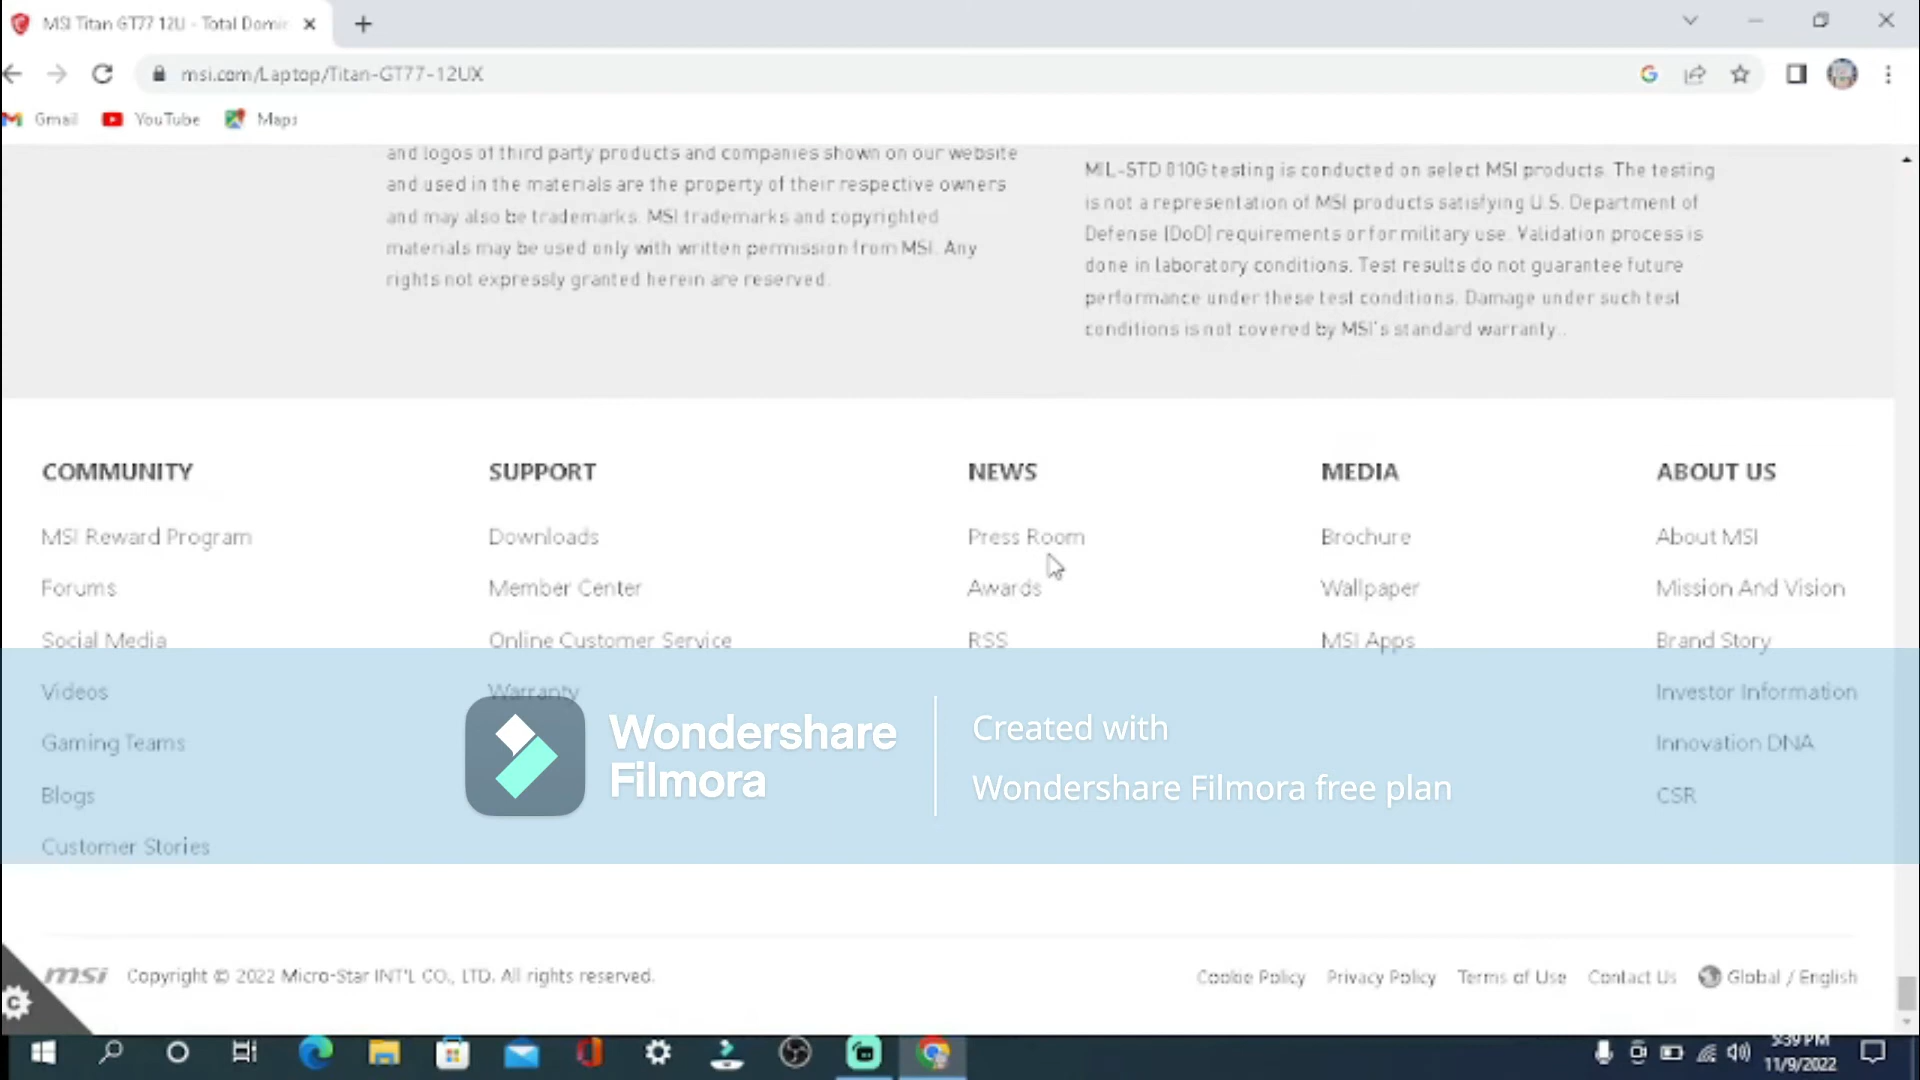 MSI Titan GT77 12U - Total Domin
msi.com/Laptop/Titan-GT77-12UX
Gmail
YouTube
Maps
and logos of third party products and companies shown on our website
and used in the materials are the property of their respective owners
and may also be trademarks. MSI trademarks and copyrighted
materials may be used only with written permission from MSI. Any
rights not expressly granted herein are reserved.
MIL-STD 810G testing is conducted on select MSI products. The testing
is not a representation of MSI products satisfying U.S. Department of
Defense (DoD) requirements or for military use. Validation process is
done in laboratory conditions. Test results do not guarantee future
performance under these test conditions. Damage under such test
conditions is not covered by MSI's standard warranty..
COMMUNITY
MSI Reward Program
Forums
Social Media
Videos
Gaming Teams
Blogs
Customer Stories
SUPPORT
Downloads
Member Center
Online Customer Service
Warranty
NEWS
Press Room
Awards
RSS
MEDIA
Brochure
Wallpaper
MSI Apps
ABOUT US
About MSI
Mission And Vision
Brand Story
Investor Information
Innovation DNA
CSR
Wondershare
Filmora
Created with
Wondershare Filmora free plan
msi Copyright © 2022 Micro-Star INT'L CO., LTD. All rights reserved.
Cookie Policy Privacy Policy Terms of Use Contact Us Global / English
5:39 PM
11/9/2022